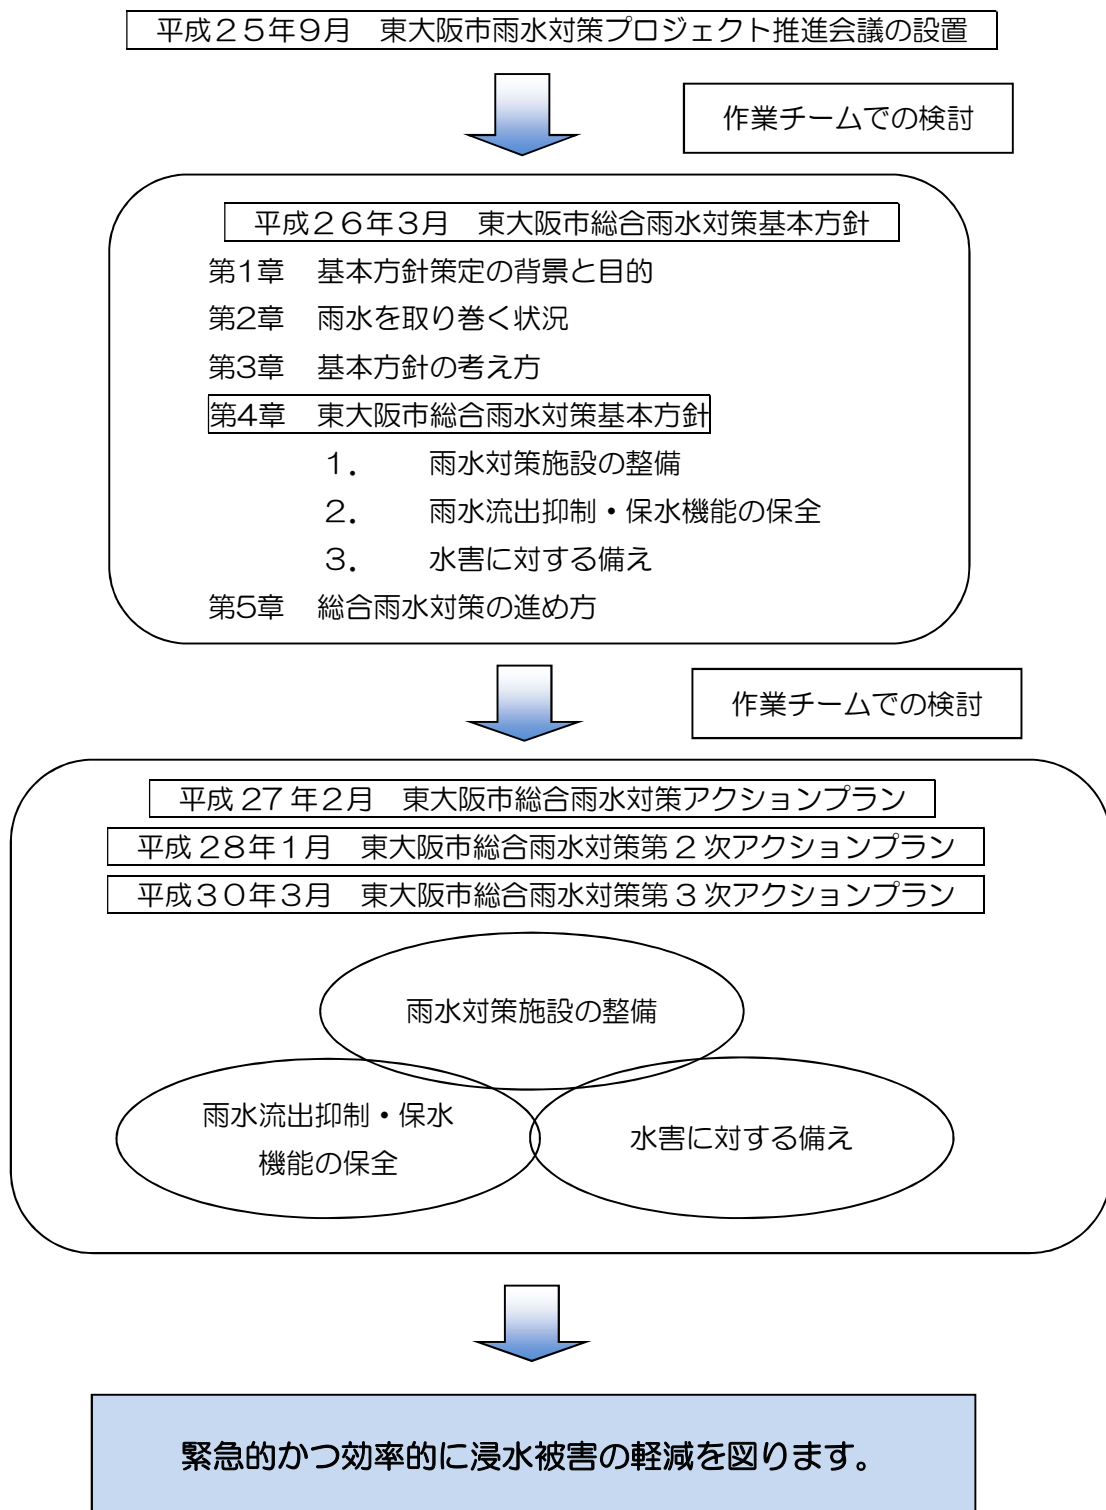 平成２５年９月　東大阪市雨水対策プロジェクト推進会議の設置
作業チームでの検討
平成２６年３月　東大阪市総合雨水対策基本方針
第1章　基本方針策定の背景と目的
第2章　雨水を取り巻く状況
第3章　基本方針の考え方
第4章　東大阪市総合雨水対策基本方針
１．　雨水対策施設の整備
２．　雨水流出抑制・保水機能の保全
３．　水害に対する備え
第5章　総合雨水対策の進め方
作業チームでの検討
平成 27 年２月　東大阪市総合雨水対策アクションプラン
平成 28年１月　東大阪市総合雨水対策第 2 次アクションプラン
平成３０年３月　東大阪市総合雨水対策第 3 次アクションプラン
雨水対策施設の整備
雨水流出抑制・保水
機能の保全
水害に対する備え
緊急的かつ効率的に浸水被害の軽減を図ります。